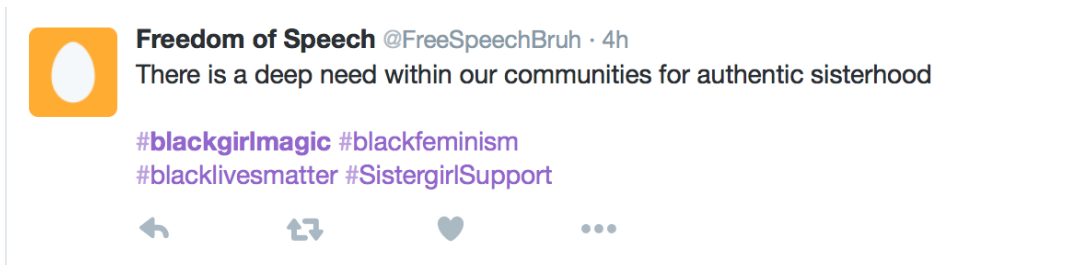 Freedom of Speech @FreeSpeechBruh · 4h
There is a deep need within our communities for authentic sisterhood
#blackgirlmagic #blackfeminism
#blacklivesmatter #SistergirlSupport